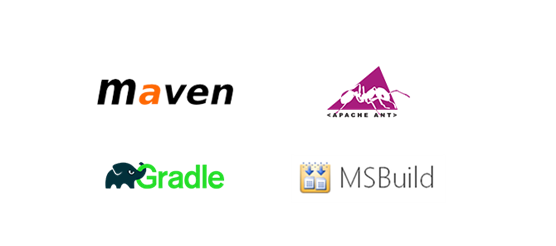 maven
<APACHE ANT>
Gradle
MSBuild